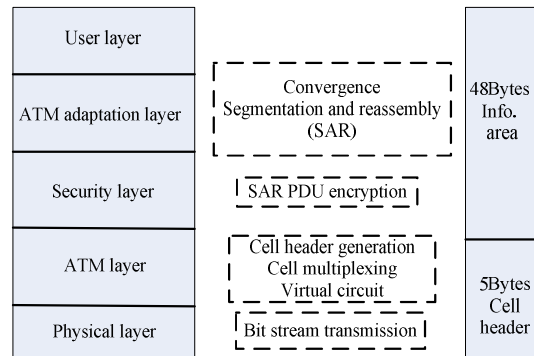 User layer
ATM adaptation layer
Security layer
ATM layer
Physical layer
Convergence
Segmentation and reassembly
(SAR)
SAR PDU encryption
Cell header generation
Cell multiplexing
Virtual circuit
Bit stream transmission
48Bytes
Info.
area
5Bytes
Cell
header